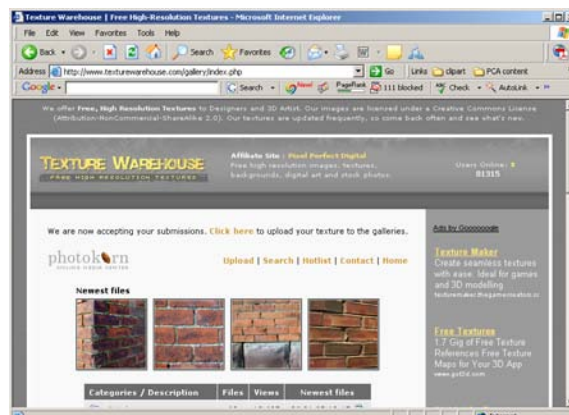 Texture Warehouse | Free High-Resolution Textures - Microsoft Internet Explorer
File Edit View Favorites Tools Help
Back Search Favorites
Address http://www.texturewarehouse.com/gallery/index.php Go Links clipart PCA content
Google Search New! PageRank 111 blocked Check AutoLink
We offer Free, High Resolution Textures to Designers and 3D Artist. Our images are licensed under a Creative Commons License
(Attribution-NonCommercial-ShareAlike 2.0). Our textures are updated frequently, so come back often and see what's new.
TEXTURE WAREHOUSE
FREE HIGH RESOLUTION TEXTURES
Affiliate Site : Pixel Perfect Digital
Free high resolution images, textures,
backgrounds, digital art and stock photos.
Users Online:
81315
We are now accepting your submissions. Click here to upload your texture to the galleries.
photokorn
ONLINE MEDIA CENTER
Upload | Search | Hotlist | Contact | Home
Newest files
Categories / Description Files Views Newest files
Ads by Goooooogle
Texture Maker
Create seamless textures
with ease. Ideal for games
and 3D modelling
Free Textures
1.7 Gig of Free Texture
References Free Texture
Maps for Your 3D App
Internet